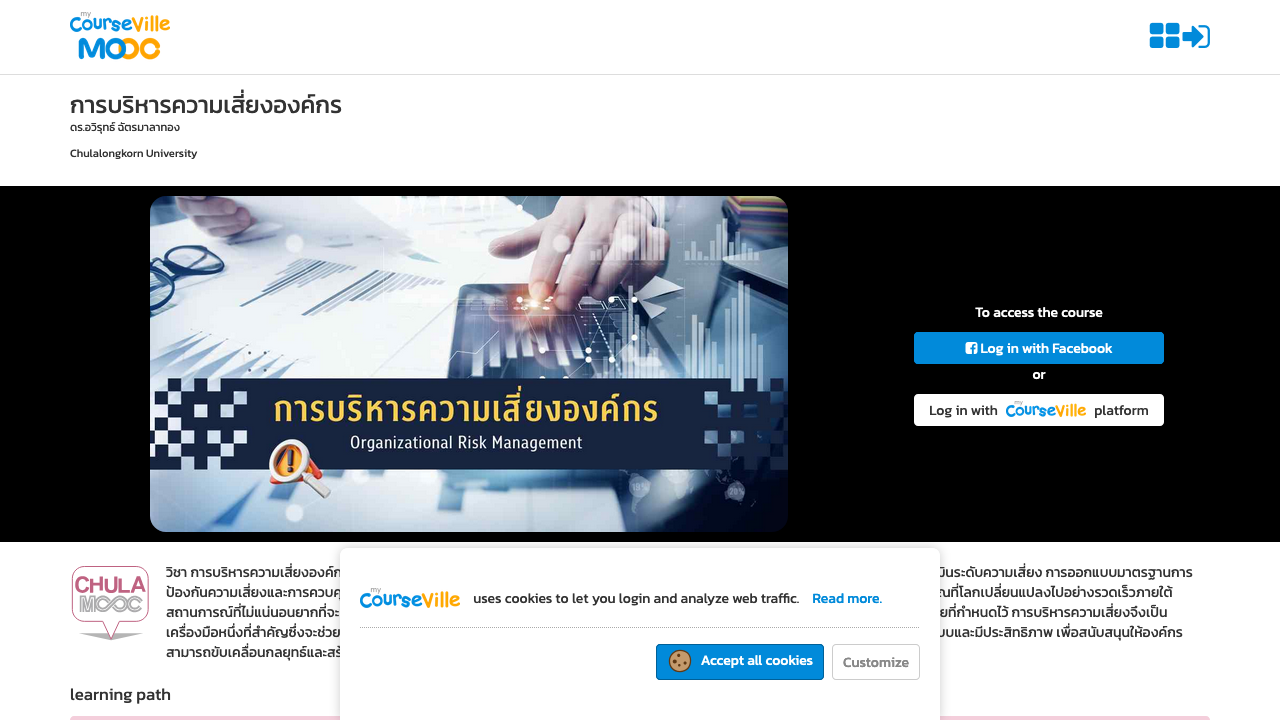 my
CourseVille
MOOC
การบริหารความเสี่ยงองค์กร
ดร.อวิรุทธ์ ฉัตรมาลาทอง
Chulalongkorn University
การบริหารความเสี่ยงองค์กร
Organizational Risk Management
To access the course
Log in with Facebook
or
Log in with my CourseVille platform
CHULA
MOOC
วิชา การบริหารความเสี่ยงองค์ก
ป้องกันความเสี่ยงและการควบค
สถานการณ์ที่ไม่แน่นอนยากที่จะ
เครื่องมือหนึ่งที่สำคัญซึ่งจะช่วย
สามารถขับเคลื่อนกลยุทธ์และสร้
มินระดับความเสี่ยง การออกแบบมาตรฐานการ
ณที่โลกเปลี่ยนแปลงไปอย่างรวดเร็วภายใต้
ยที่กำหนดไว้ การบริหารความเสี่ยงจึงเป็น
บบและมีประสิทธิภาพ เพื่อสนับสนุนให้องค์กร
my
CourseVille uses cookies to let you login and analyze web traffic. Read more.
Accept all cookies
Customize
learning path